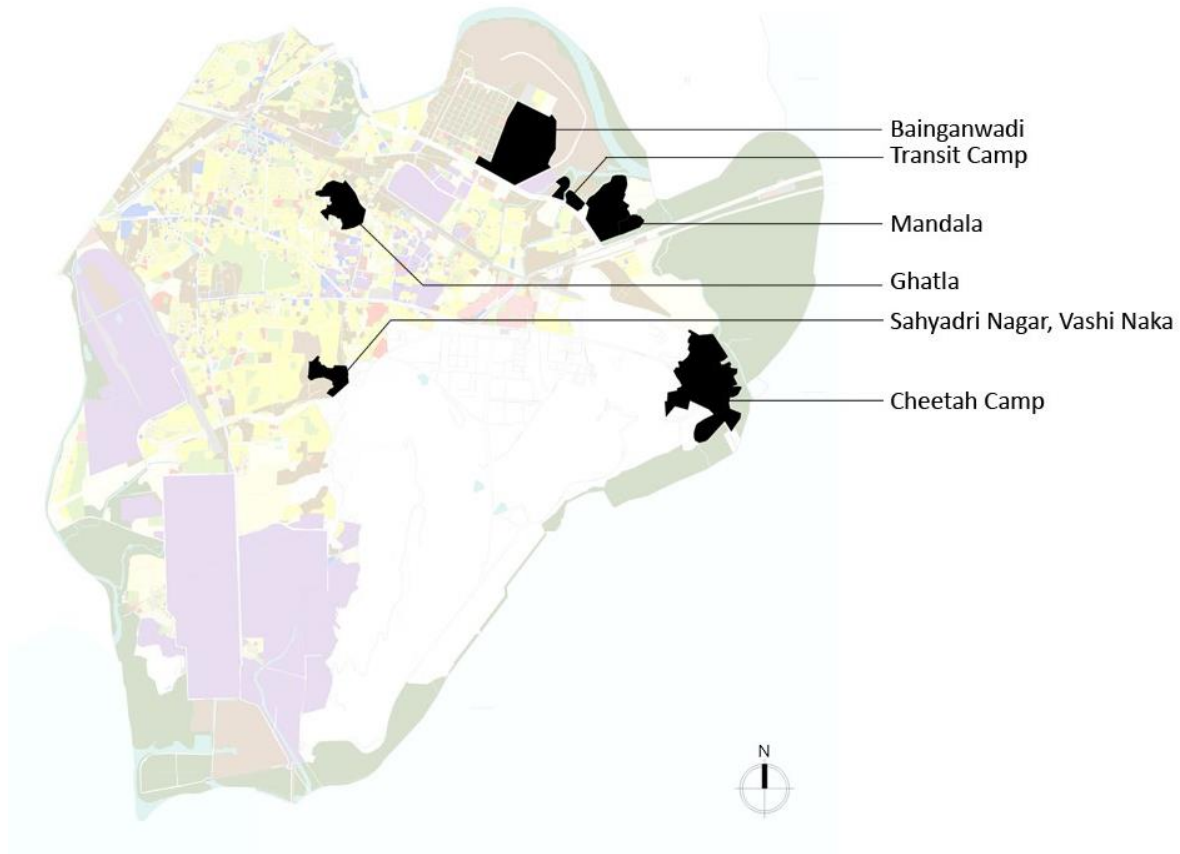 Bainganwadi
Transit Camp
Mandala
Ghatla
Sahyadri Nagar, Vashi Naka
Cheetah Camp
N